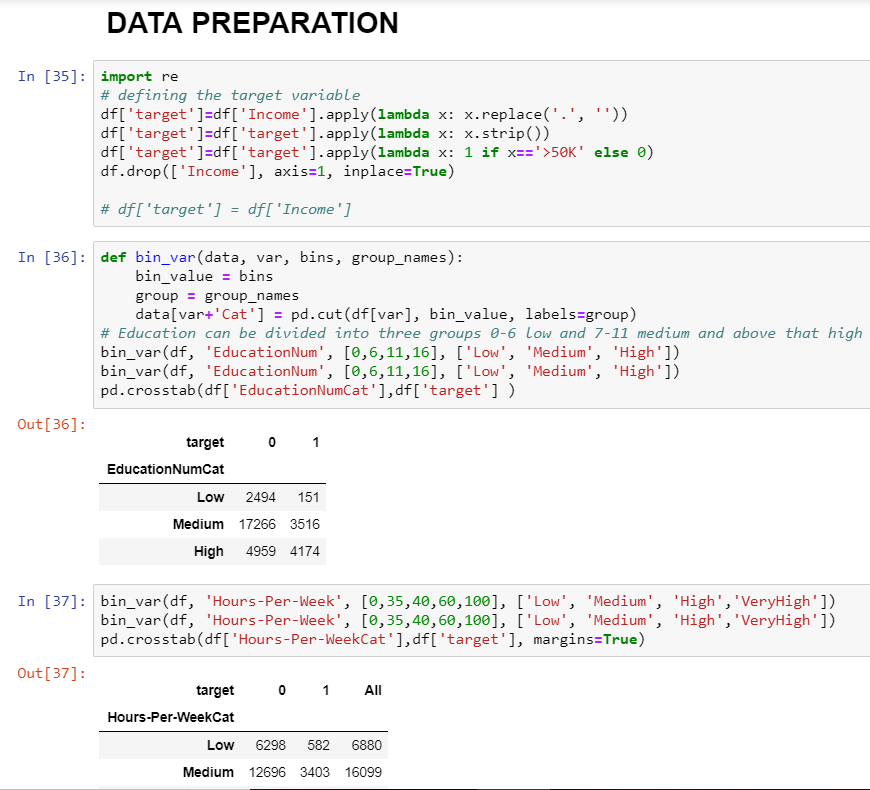 DATA PREPARATION
In [35]:
import re
# defining the target variable
df['target']=df['Income'].apply(lambda x: x.replace('.', ''))
df['target']=df['target'].apply(lambda x: x.strip())
df['target']=df['target'].apply(lambda x: 1 if x=='>50K' else 0)
df.drop(['Income'], axis=1, inplace=True)
# df['target'] = df['Income']
In [36]:
def bin_var(data, var, bins, group_names):
    bin_value = bins
    group = group_names
    data[var+'Cat'] = pd.cut(df[var], bin_value, labels=group)
# Education can be divided into three groups 0-6 low and 7-11 medium and above that high
bin_var(df, 'EducationNum', [0,6,11,16], ['Low', 'Medium', 'High'])
bin_var(df, 'EducationNum', [0,6,11,16], ['Low', 'Medium', 'High'])
pd.crosstab(df['EducationNumCat'],df['target'] )
Out[36]:
target 0 1
EducationNumCat
Low 2494 151
Medium 17266 3516
High 4959 4174
In [37]:
bin_var(df, 'Hours-Per-Week', [0,35,40,60,100], ['Low', 'Medium', 'High','VeryHigh'])
bin_var(df, 'Hours-Per-Week', [0,35,40,60,100], ['Low', 'Medium', 'High','VeryHigh'])
pd.crosstab(df['Hours-Per-WeekCat'],df['target'], margins=True)
Out[37]:
target 0 1 All
Hours-Per-WeekCat
Low 6298 582 6880
Medium 12696 3403 16099